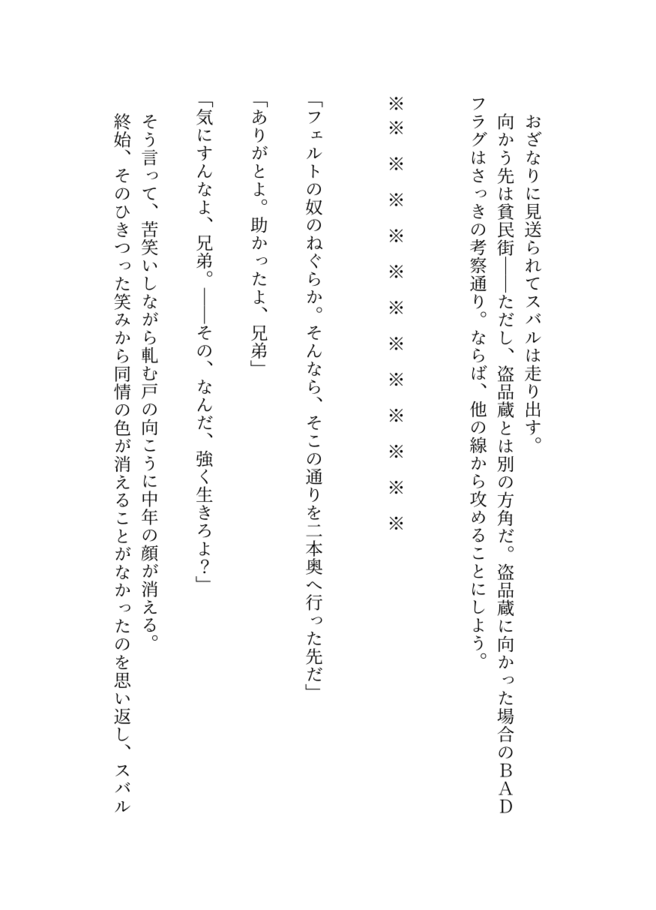 おざなりに見送られてスバルは走り出す。
　向かう先は貧民街――ただし、盗品蔵とは別の方角だ。盗品蔵に向かった場合のＢＡＤ
フラグはさっきの考察通り。ならば、他の線から攻めることにしよう。
※※　※　※　※　※　※　※　※　※　※　※　※
「フェルトの奴のねぐらか。そんなら、そこの通りを二本奥へ行った先だ」
「ありがとよ。助かったよ、兄弟」
「気にすんなよ、兄弟。――その、なんだ、強く生きろよ？」
　そう言って、苦笑いしながら軋む戸の向こうに中年の顔が消える。
　終始、そのひきつった笑みから同情の色が消えることがなかったのを思い返し、スバル